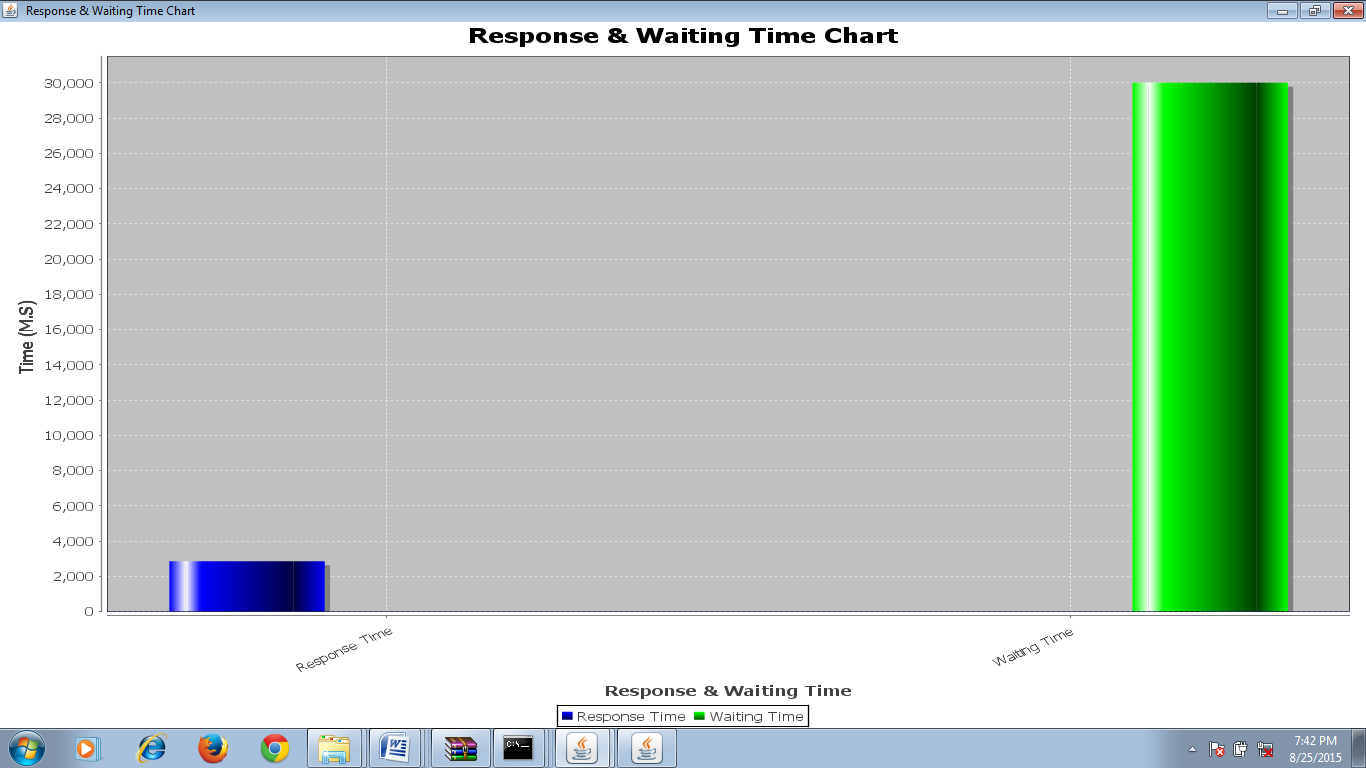 Response & Waiting Time Chart
Response & Waiting Time Chart
Time (M.S)
30,000
28,000
26,000
24,000
22,000
20,000
18,000
16,000
14,000
12,000
10,000
8,000
6,000
4,000
2,000
0
Response Time
Waiting Time
Response & Waiting Time
Response Time Waiting Time
C:\_
7:42 PM
8/25/2015